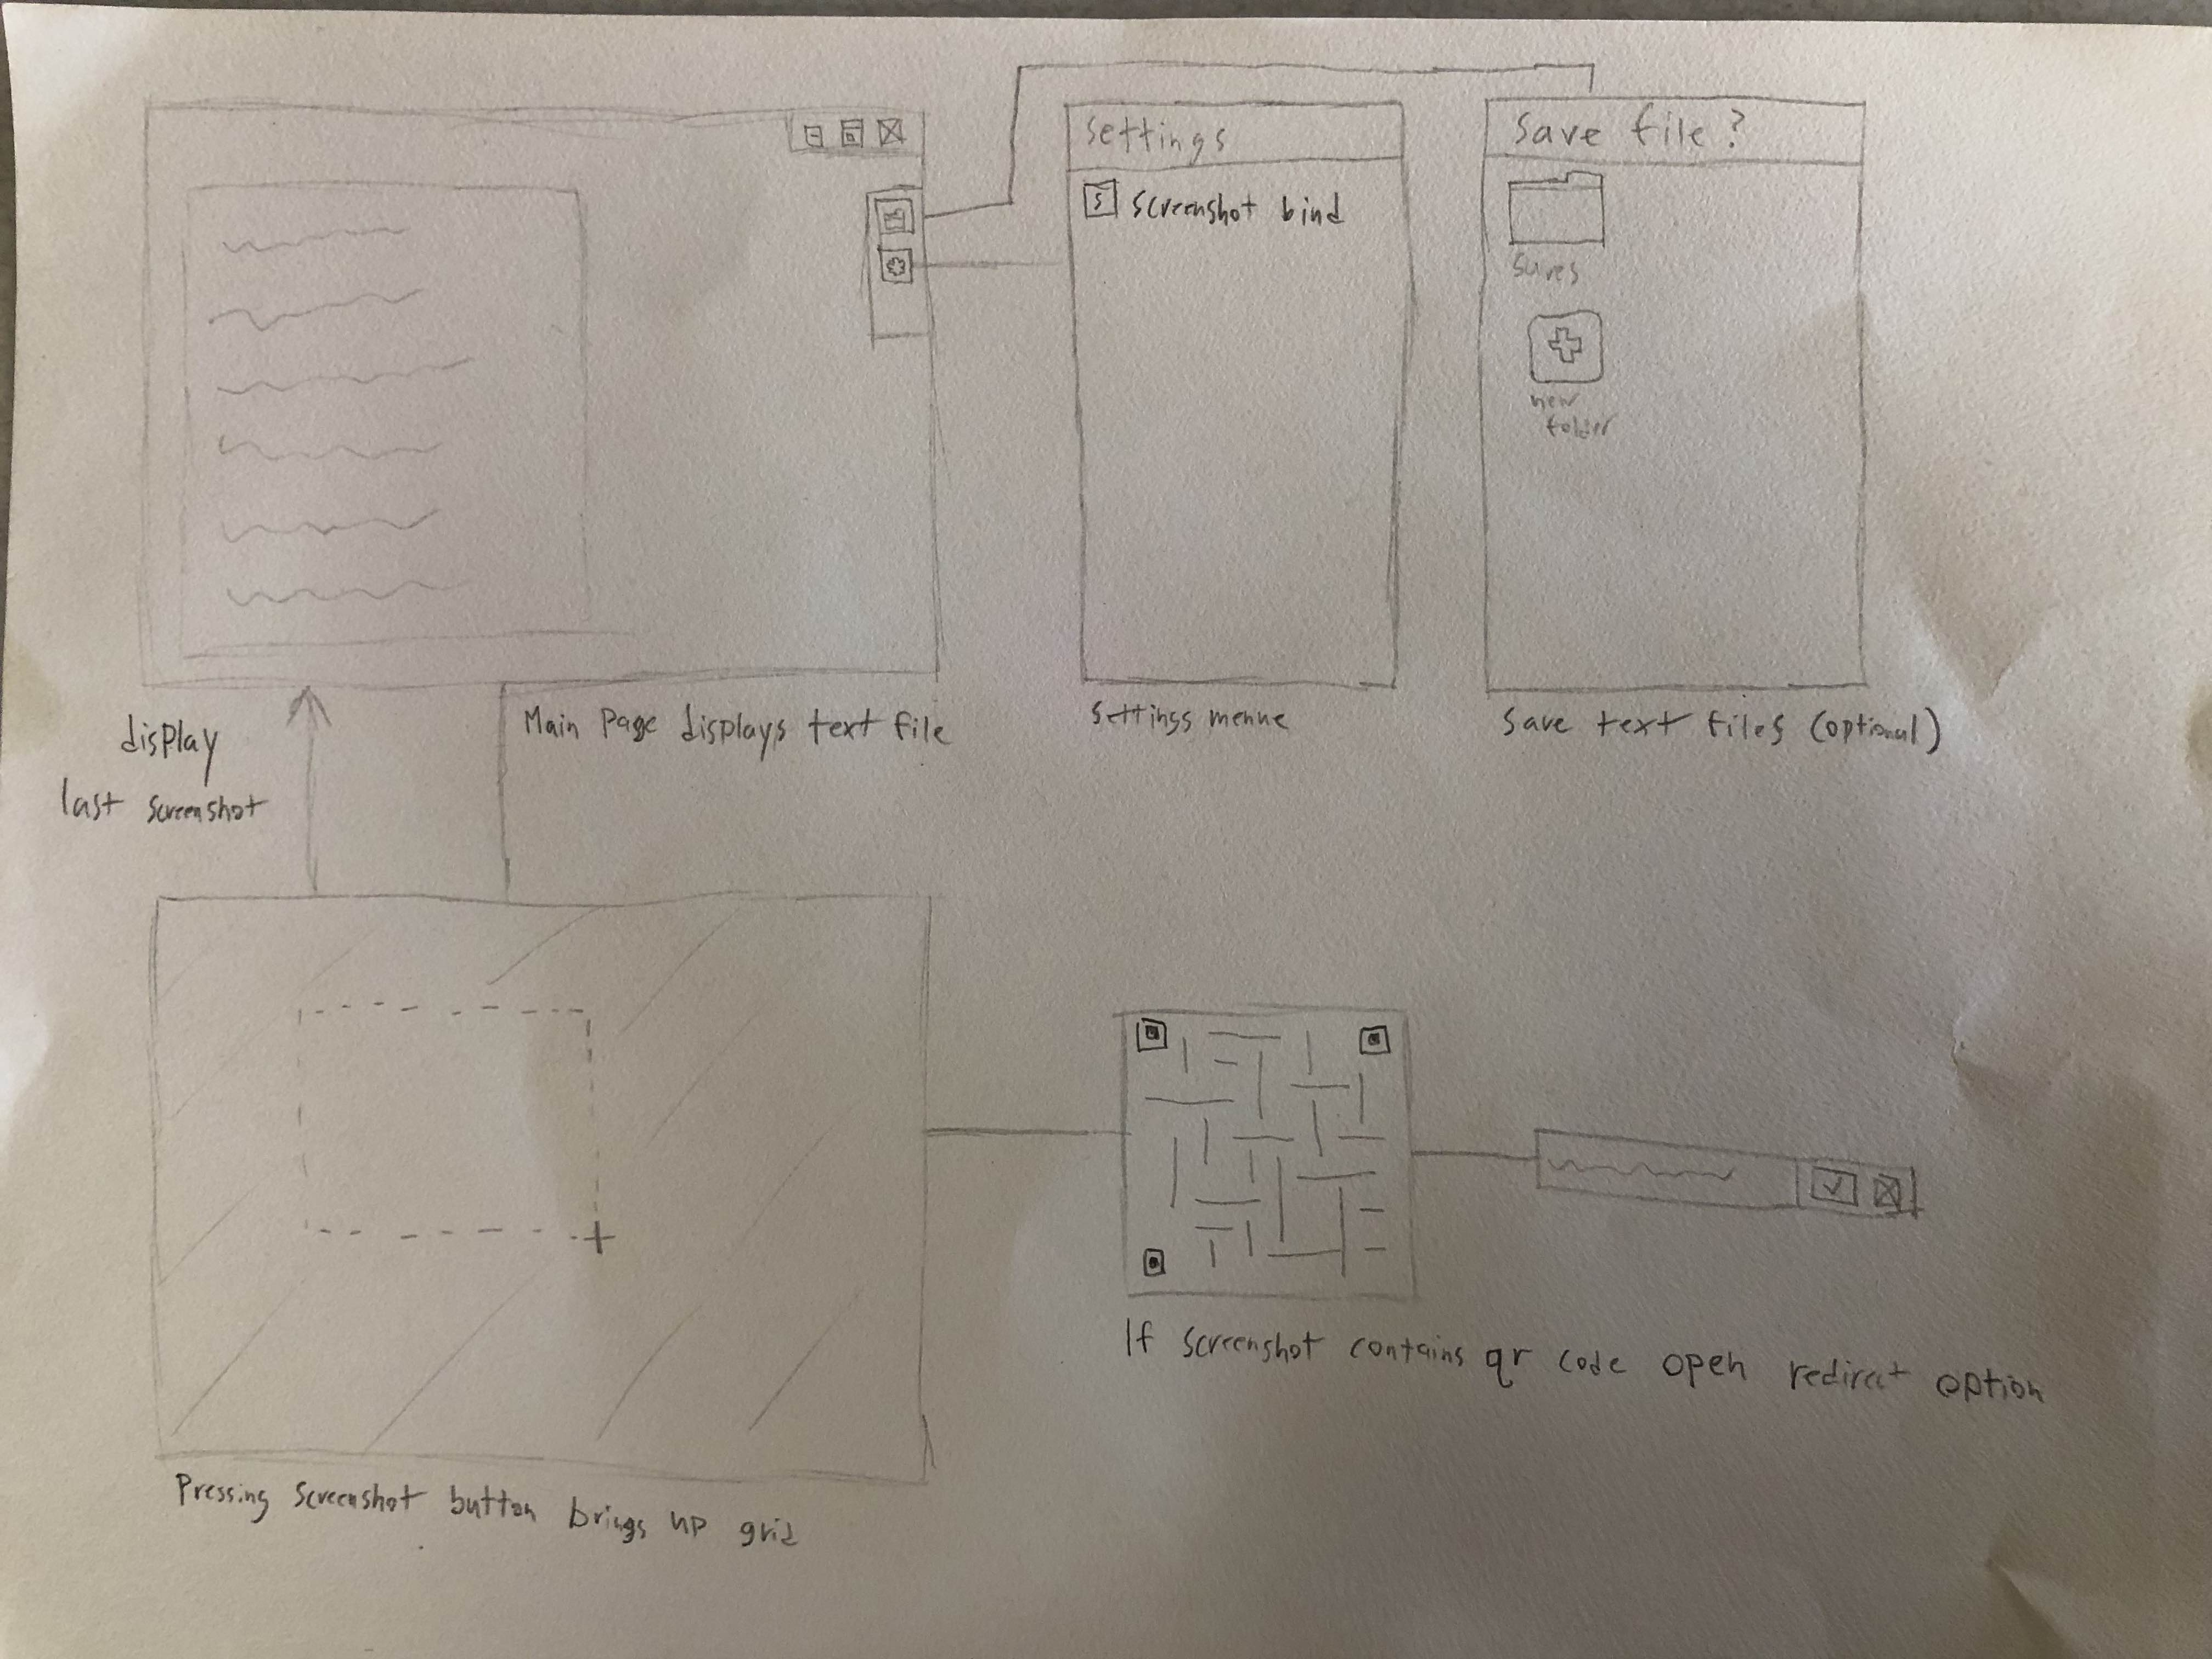 Settings
S screenshot bind
Save file?
Saves
new
folder
Main Page displays text file
Settings menue
Save text files (optional)
display
last screenshot
If screenshot contains qr code open redirect option
Pressing screenshot button brings up grid